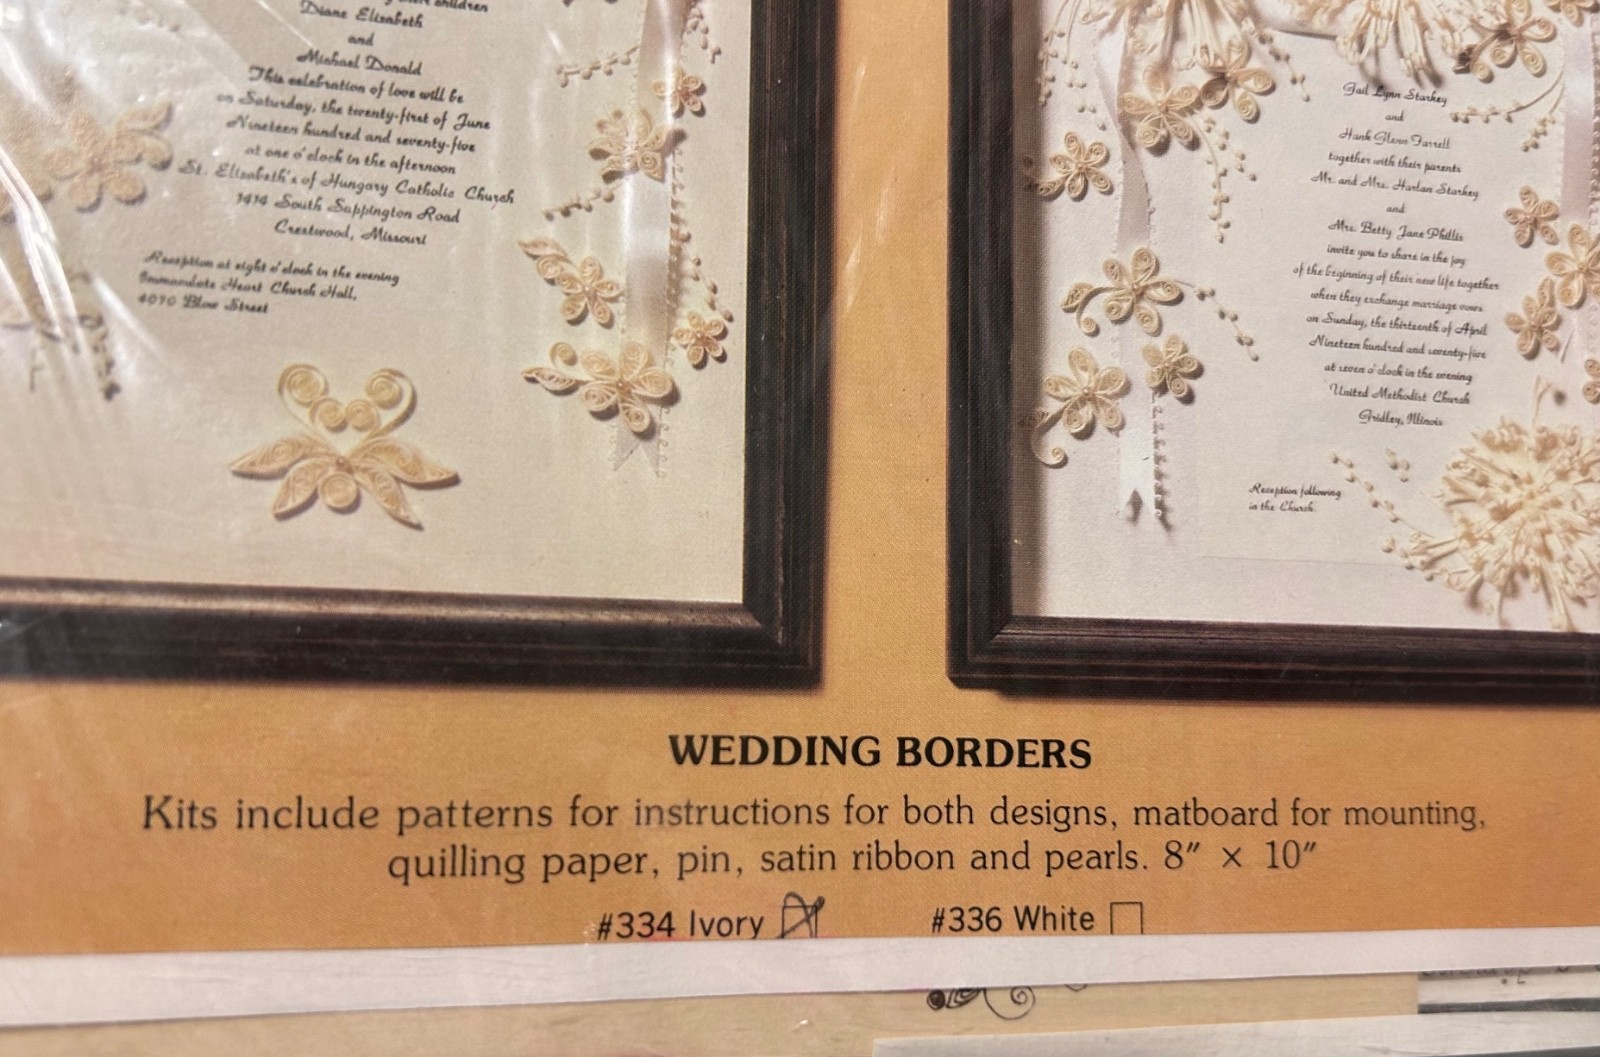 their children
Diane Elizabeth
and
Michael Donald
This celebration of love will be
on Saturday, the twenty-first of June
Nineteen hundred and seventy-five
at one o'clock in the afternoon
St. Elizabeth's of Hungary Catholic Church
1414 South Sappington Road
Crestwood, Missouri
Reception at eight o'clock in the evening
Immaculate Heart Church Hall,
4070 Blow Street
Gail Lynn Starkey
and
Hank Glenn Farrell
together with their parents
Mr. and Mrs. Harlan Starkey
and
Mrs. Betty Jane Phillis
invite you to share in the joy
of the beginning of their new life together
when they exchange marriage vows
on Sunday, the thirteenth of April
Nineteen hundred and seventy-five
at seven o'clock in the evening
United Methodist Church
Gridley, Illinois
Reception following
in the Church
WEDDING BORDERS
Kits include patterns for instructions for both designs, matboard for mounting,
quilling paper, pin, satin ribbon and pearls. 8" × 10"
#334 Ivory #336 White